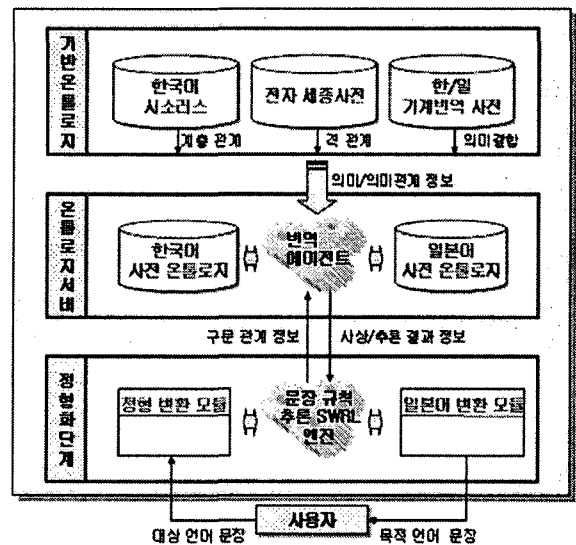 기반온톨로지
한국어
시소러스
전자 세종사전
한/일
기계번역 사전
계층 관계
격 관계
의미결합
의미/의미관계 정보
온톨로지서버
한국어
사전 온톨로지
번역
에이전트
일본어
사전 온톨로지
구문 관계 정보
사상/추론 결과 정보
정형화단계
정형 변환 모듈
문장 규칙
추론 SWRL
엔진
일본어 변환 모듈
사용자
대상 언어 문장
목적 언어 문장